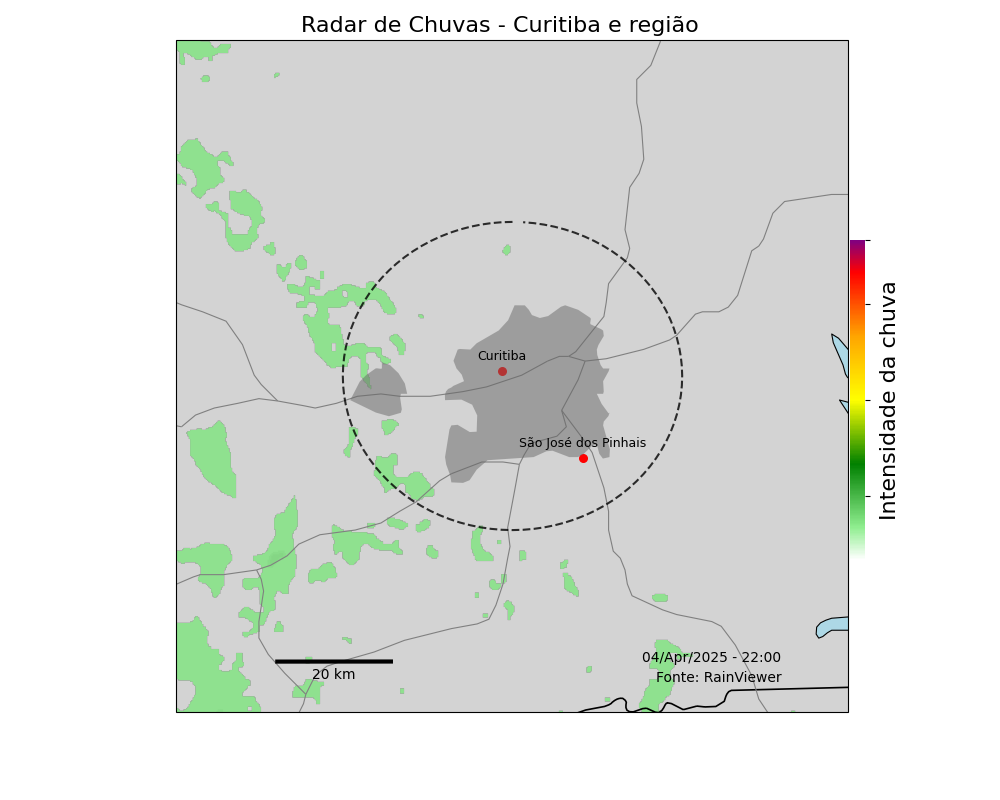 Radar de Chuvas - Curitiba e região
Curitiba
São José dos Pinhais
Intensidade da chuva
20 km
04/Apr/2025 - 22:00
Fonte: RainViewer